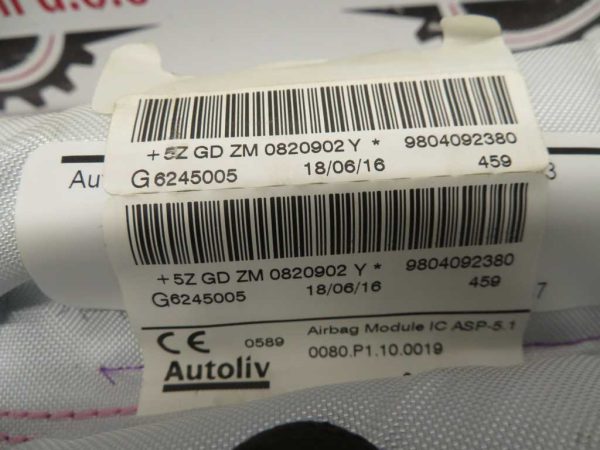 +5Z GD ZM 0820902 Y * 9804092380
G6245005 18/06/16 459
+5Z GD ZM 0820902 Y * 9804092380
G6245005 18/06/16 459
CE 0589 Airbag Module IC ASP-5.1
0080.P1.10.0019
Autoliv